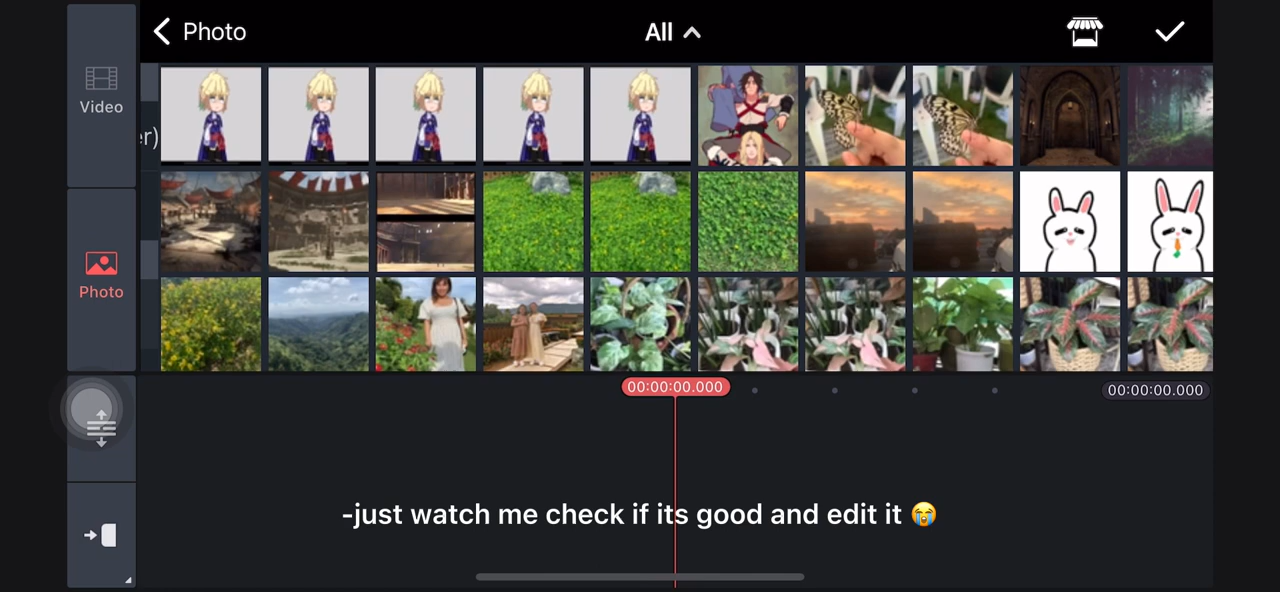 Photo
All
Video
er)
Photo
00:00:00.000
00:00:00.000
-just watch me check if its good and edit it 😭